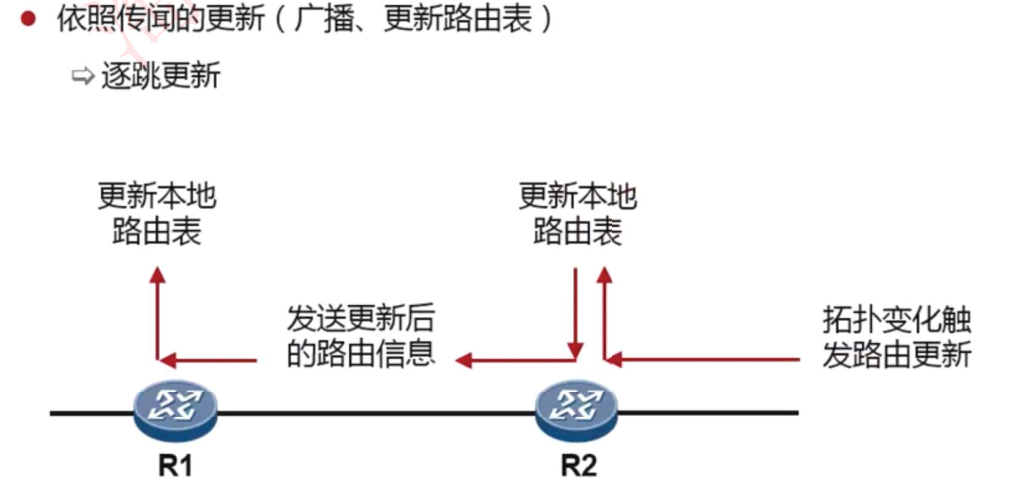 依照传闻的更新（广播、更新路由表）
逐跳更新
更新本地
路由表
更新本地
路由表
发送更新后
的路由信息
拓扑变化触
发路由更新
R1
R2